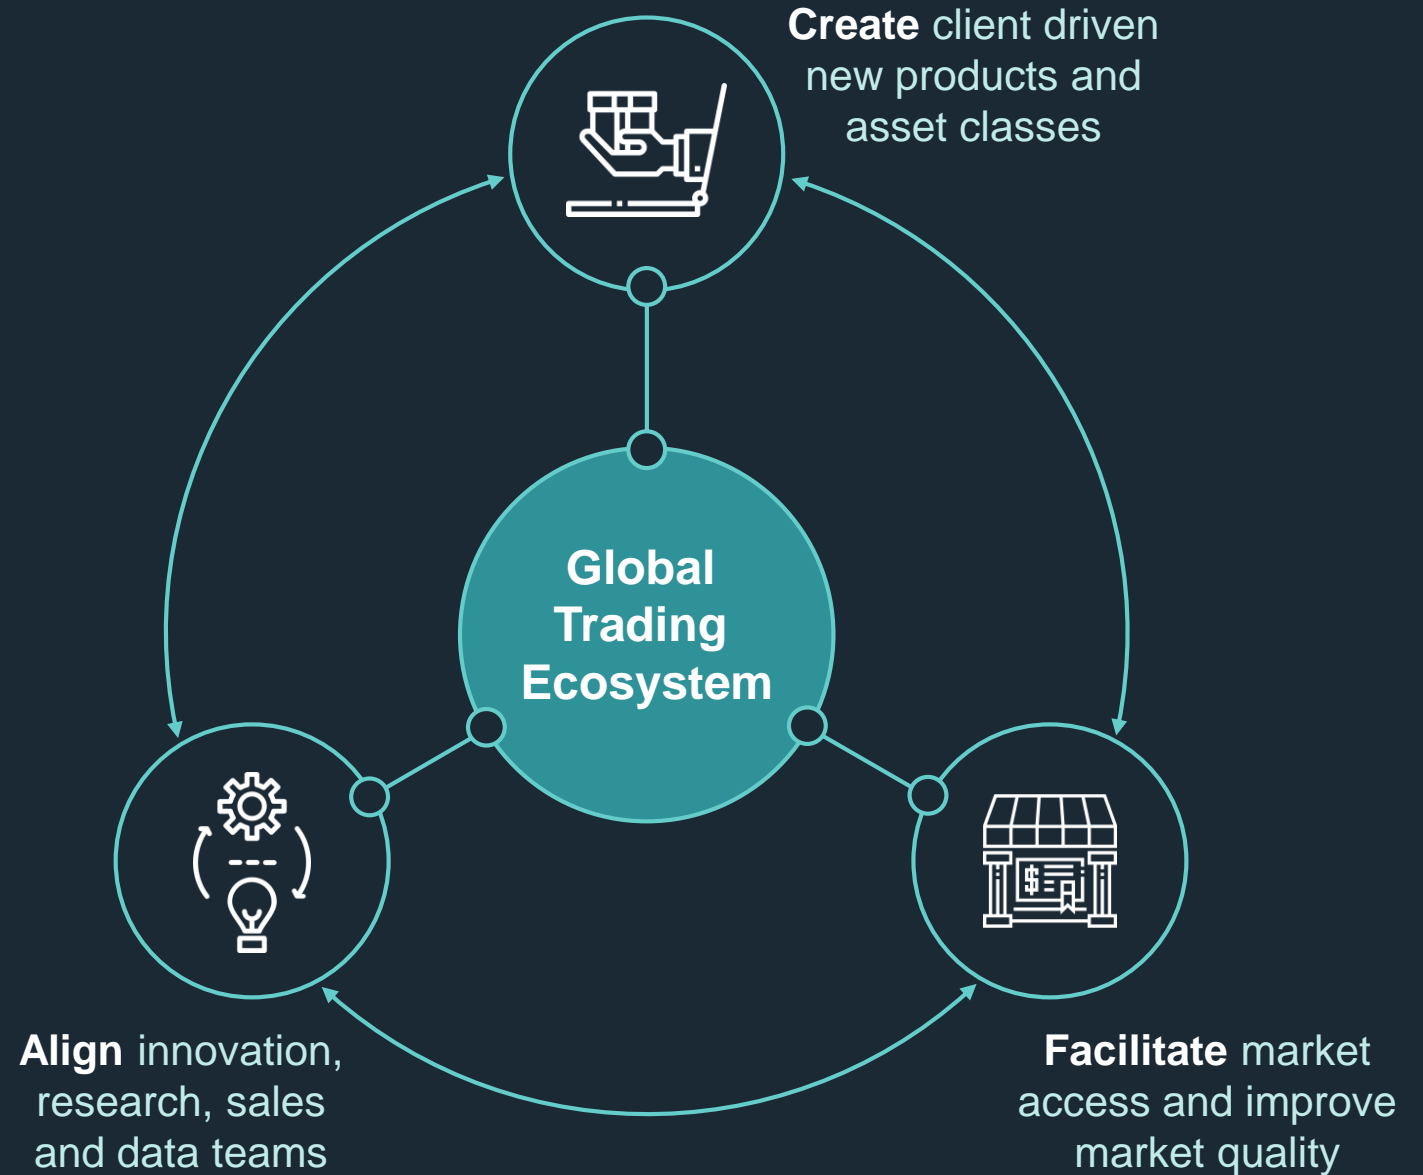 Create client driven
new products and
asset classes
Global
Trading
Ecosystem
$
Align innovation,
research, sales
and data teams
Facilitate market
access and improve
market quality